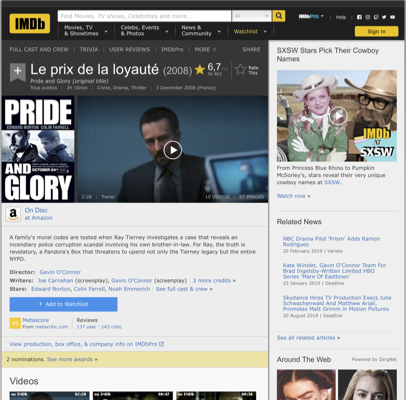 IMDb
Find Movies, TV shows, Celebrities and more...
All
IMDbPro
Help
Movies, TV
& Showtimes
Celebs, Events
& Photos
News &
Community
Watchlist
Sign in
FULL CAST AND CREW | TRIVIA | USER REVIEWS | IMDbPro | MORE
SHARE
+
Le prix de la loyauté (2008)
Pride and Glory (original title)
Tous publics | 2h 10min | Crime, Drama, Thriller | 3 December 2008 (France)
6,7
Rate
This
PRIDE
EDWARD NORTON COLIN FARRELL
AND
GLORY
2:28 | Trailer
10 VIDEOS | 57 IMAGES
On Disc
at Amazon
A family's moral codes are tested when Ray Tierney investigates a case that reveals an
incendiary police corruption scandal involving his own brother-in-law. For Ray, the truth is
revelatory, a Pandora's Box that threatens to upend not only the Tierney legacy but the entire
NYPD.
Director: Gavin O'Connor
Writers: Joe Carnahan (screenplay), Gavin O'Connor (screenplay) | 3 more credits »
Stars: Edward Norton, Colin Farrell, Noah Emmerich | See full cast & crew »
+ Add to Watchlist
Metascore
From metacritic.com
Reviews
137 user | 143 critic
View production, box office, & company info on IMDbPro
2 nominations. See more awards »
Videos
SXSW Stars Pick Their Cowboy
Names
IMDb
AT
SXSW
From Princess Blue Rhino to Pumpkin
McSorley's, stars reveal their very unique
cowboy names at SXSW.
Watch now »
Related News
NBC Drama Pilot 'Prism' Adds Ramon
Rodriguez
20 February 2019 | Variety
Kate Winslet, Gavin O'Connor Team For
Brad Ingelsby-Written Limited HBO
Series 'Mare Of Easttown'
23 January 2019 | Deadline
Skydance Hires TV Production Execs Julie
Schwachenwald And Matthew Axiaf,
Promotes Matt Grimm in Motion Pictures
20 August 2018 | Deadline
See all related articles »
Around The Web
Powered by ZergNet